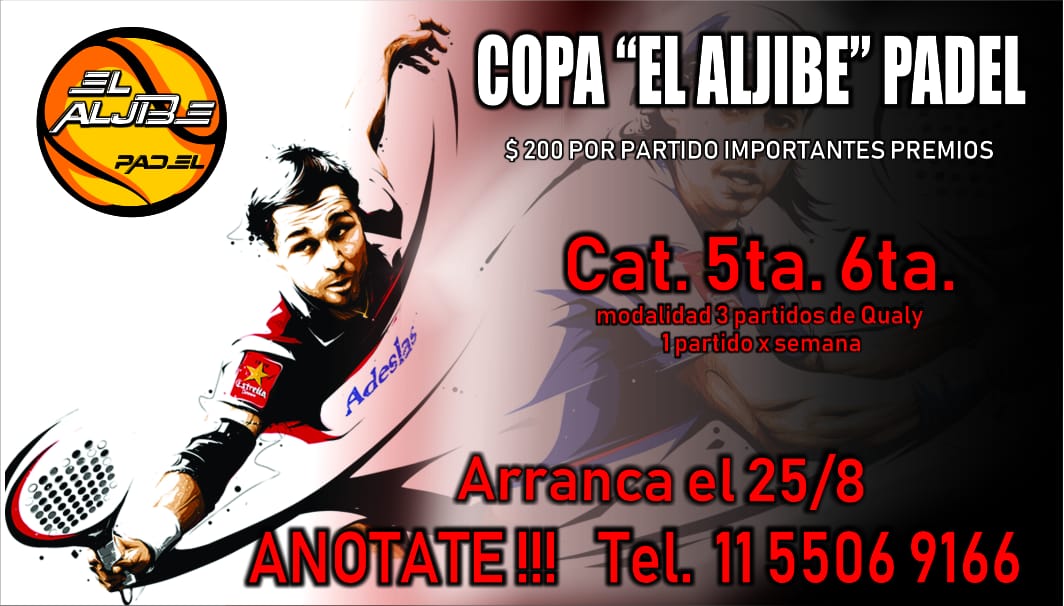 EL
ALJIBE
PADEL
COPA “EL ALJIBE” PADEL
$ 200 POR PARTIDO IMPORTANTES PREMIOS
Cat. 5ta. 6ta.
modalidad 3 partidos de Qualy
1 partido x semana
Estrella
Adeslas
Arranca el 25/8
ANOTATE !!! Tel. 11 5506 9166